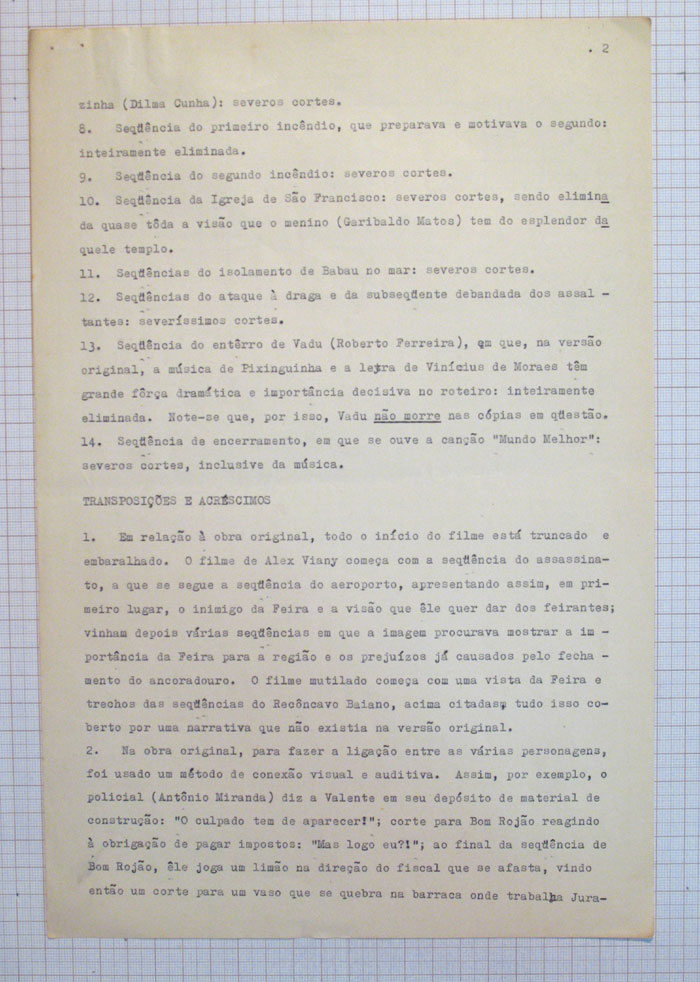 . 2
zinha (Dilma Cunha): severos cortes.
8. Seqüência do primeiro incêndio, que preparava e motivava o segundo:
inteiramente eliminada.
9. Seqüência do segundo incêndio: severos cortes.
10. Seqüência da Igreja de São Francisco: severos cortes, sendo elimina
da quase tôda a visão que o menino (Garibaldo Matos) tem do esplendor da
quele templo.
11. Seqüências do isolamento de Babau no mar: severos cortes.
12. Seqüências do ataque à draga e da subseqüente debandada dos assal -
tantes: severíssimos cortes.
13. Seqüência do entêrro de Vadu (Roberto Ferreira), em que, na versão
original, a música de Pixinguinha e a letra de Vinícius de Moraes têm
grande fôrça dramática e importância decisiva no roteiro: inteiramente
eliminada. Note-se que, por isso, Vadu não morre nas cópias em qüestão.
14. Seqüência de encerramento, em que se ouve a canção "Mundo Melhor":
severos cortes, inclusive da música.
TRANSPOSIÇÕES E ACRÉSCIMOS
1. Em relação à obra original, todo o início do filme está truncado e
embaralhado. O filme de Alex Viany começa com a seqüência do assassina-
to, a que se segue a seqüência do aeroporto, apresentando assim, em pri-
meiro lugar, o inimigo da Feira e a visão que êle quer dar dos feirantes;
vinham depois várias seqüências em que a imagem procurava mostrar a im -
portância da Feira para a região e os prejuízos já causados pelo fecha -
mento do ancoradouro. O filme mutilado começa com uma vista da Feira e
trechos das seqüências do Recôncavo Baiano, acima citadas, tudo isso co-
berto por uma narrativa que não existia na versão original.
2. Na obra original, para fazer a ligação entre as várias personagens,
foi usado um método de conexão visual e auditiva. Assim, por exemplo, o
policial (Antônio Miranda) diz a Valente em seu depósito de material de
construção: "O culpado tem de aparecer!"; corte para Bom Rojão reagindo
à obrigação de pagar impostos: "Mas logo eu?!"; ao final da seqüência de
Bom Rojão, êle joga um limão na direção do fiscal que se afasta, vindo
então um corte para um vaso que se quebra na barraca onde trabalha Jura-